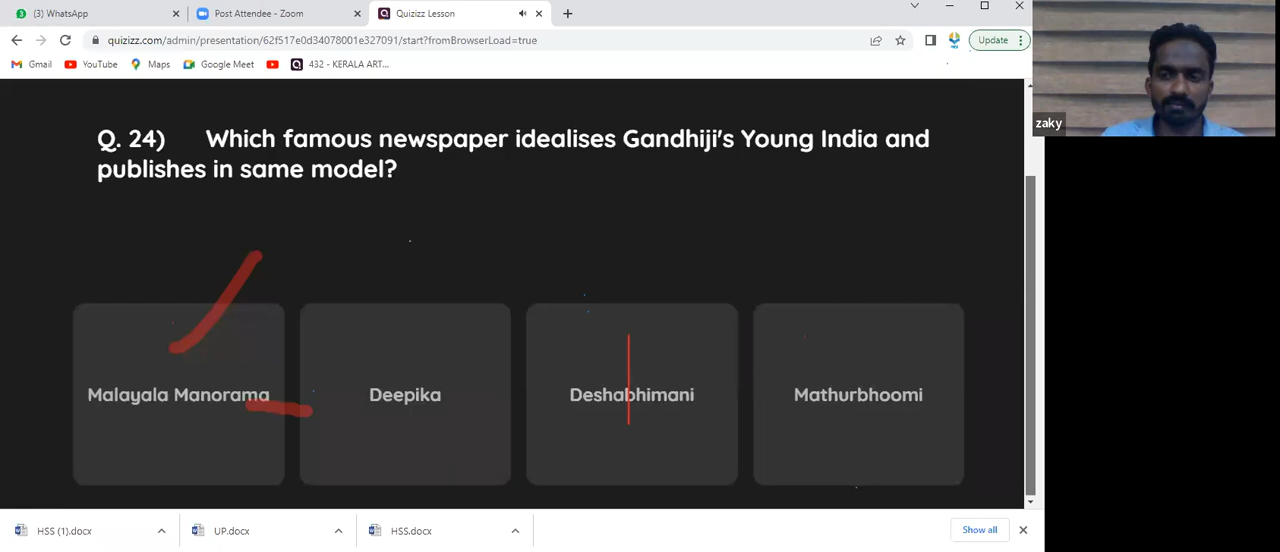 (3) WhatsApp
Post Attendee - Zoom
Quizizz Lesson
quizizz.com/admin/presentation/62f517e0d34078001e327091/start?fromBrowserLoad=true
Update
Gmail
YouTube
Maps
Google Meet
432 - KERALA ART...
zaky
Q. 24) Which famous newspaper idealises Gandhiji's Young India and
publishes in same model?
Malayala Manorama
Deepika
Deshabhimani
Mathurbhoomi
HSS (1).docx
UP.docx
HSS.docx
Show all